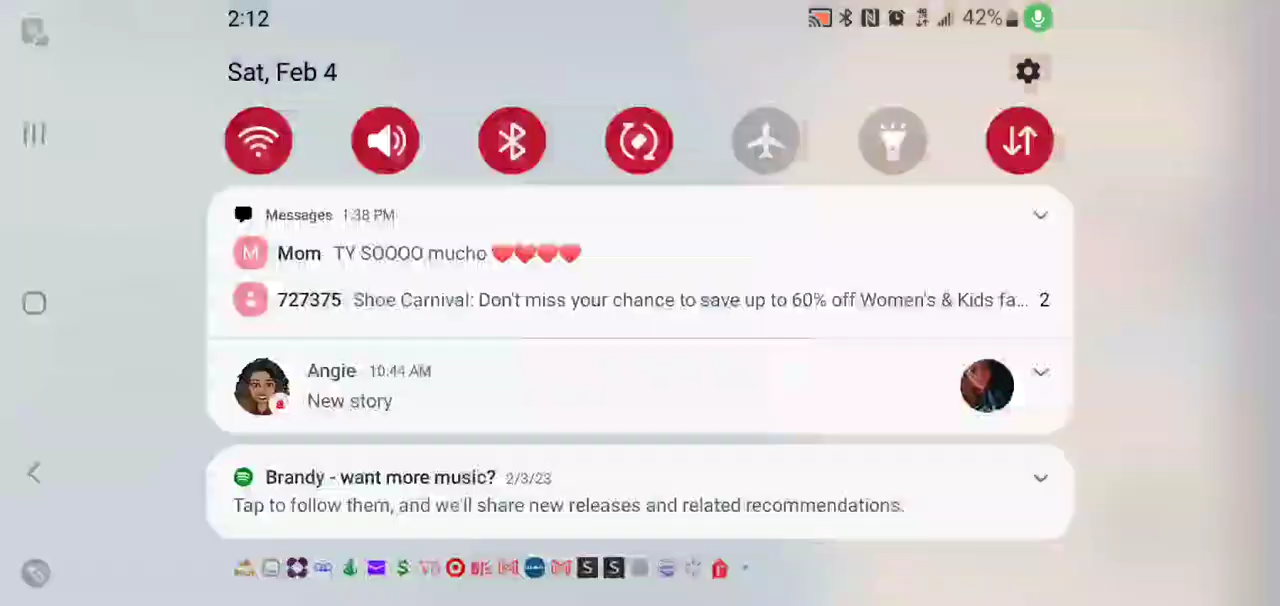 2:12
42%
Sat, Feb 4
Messages 1:38 PM
M Mom TY SOOOO mucho ❤❤❤❤
727375 Shoe Carnival: Don't miss your chance to save up to 60% off Women's & Kids fa... 2
Angie 10:44 AM
New story
Brandy - want more music? 2/3/23
Tap to follow them, and we'll share new releases and related recommendations.
$ S S